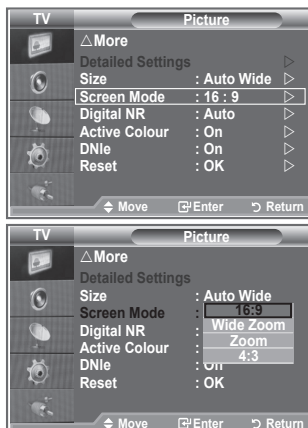 TV Picture
△More
Detailed Settings ▷
Size : Auto Wide ▷
Screen Mode : 16 : 9 ▷
Digital NR : Auto ▷
Active Colour : On ▷
DNIe : On ▷
Reset : OK ▷
Move Enter Return
TV Picture
△More
Detailed Settings
Size : Auto Wide
Screen Mode : 16:9
Digital NR : Wide Zoom
Active Colour : Zoom
4:3
DNIe : On
Reset : OK
Move Enter Return